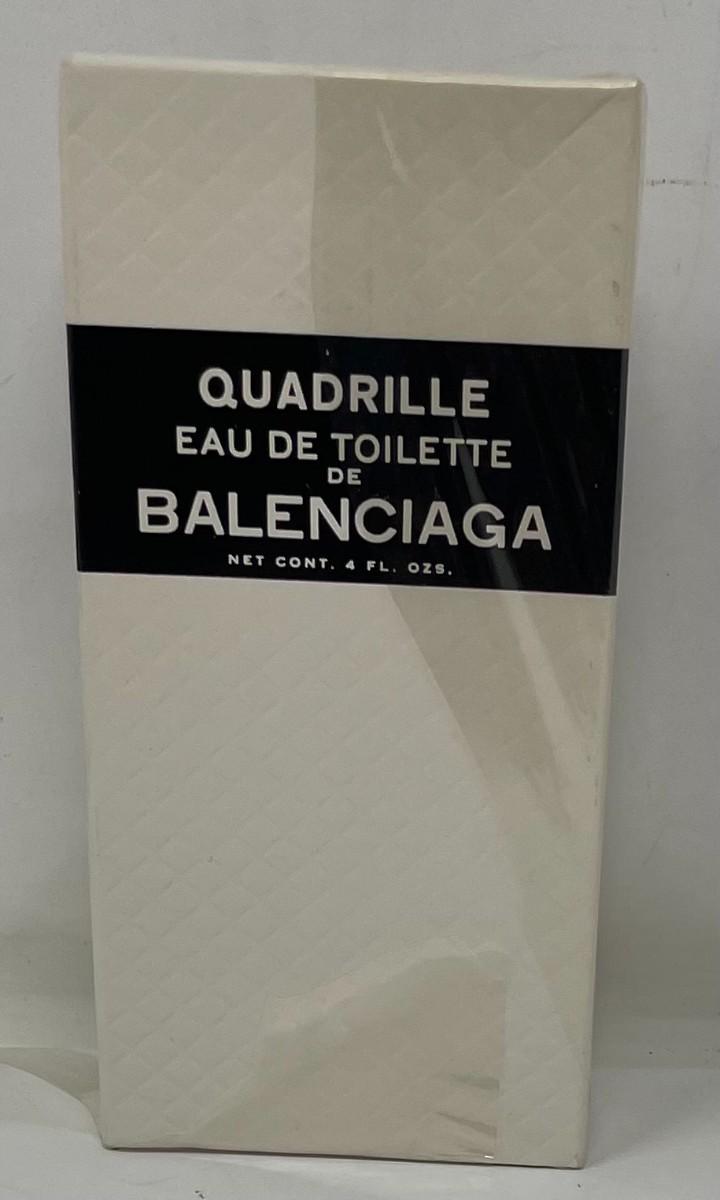 QUADRILLE
EAU DE TOILETTE
DE
BALENCIAGA
NET CONT. 4 FL. OZS.